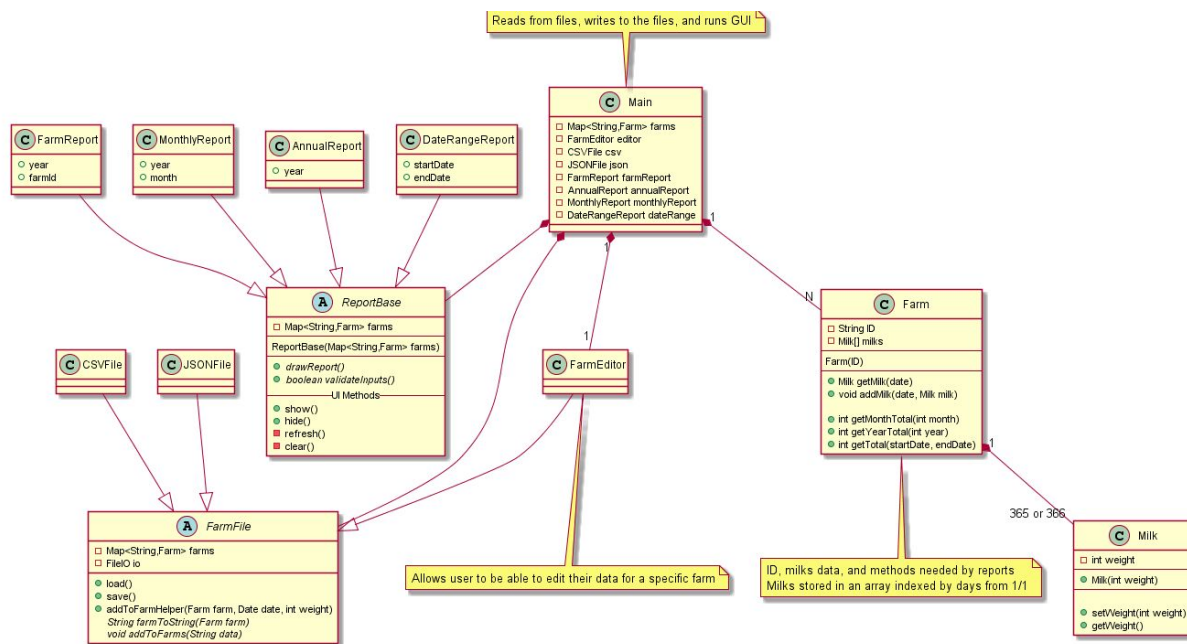 Reads from files, writes to the files, and runs GUI
C Main
Map<String,Farm> farms
FarmEditor editor
CSVFile csv
JSONFile json
FarmReport farmReport
AnnualReport annualReport
MonthlyReport monthlyReport
DateRangeReport dateRange
C FarmReport
year
farmId
C MonthlyReport
year
month
C AnnualReport
year
C DateRangeReport
startDate
endDate
1
1
N
1
A ReportBase
Map<String,Farm> farms
ReportBase(Map<String,Farm> farms)
drawReport()
boolean validateInputs()
UI Methods
show()
hide()
refresh()
clear()
C Farm
String ID
Milk[] milks
Farm(ID)
Milk getMilk(date)
void addMilk(date, Milk milk)
int getMonthTotal(int month)
int getYearTotal(int year)
int getTotal(startDate, endDate)
C CSVFile
C JSONFile
C FarmEditor
1
365 or 366
A FarmFile
Map<String,Farm> farms
FileIO io
load()
save()
addToFarmHelper(Farm farm, Date date, int weight)
String farmToString(Farm farm)
void addToFarms(String data)
Allows user to be able to edit their data for a specific farm
ID, milks data, and methods needed by reports
Milks stored in an array indexed by days from 1/1
C Milk
int weight
Milk(int weight)
setWeight(int weight)
getWeight()